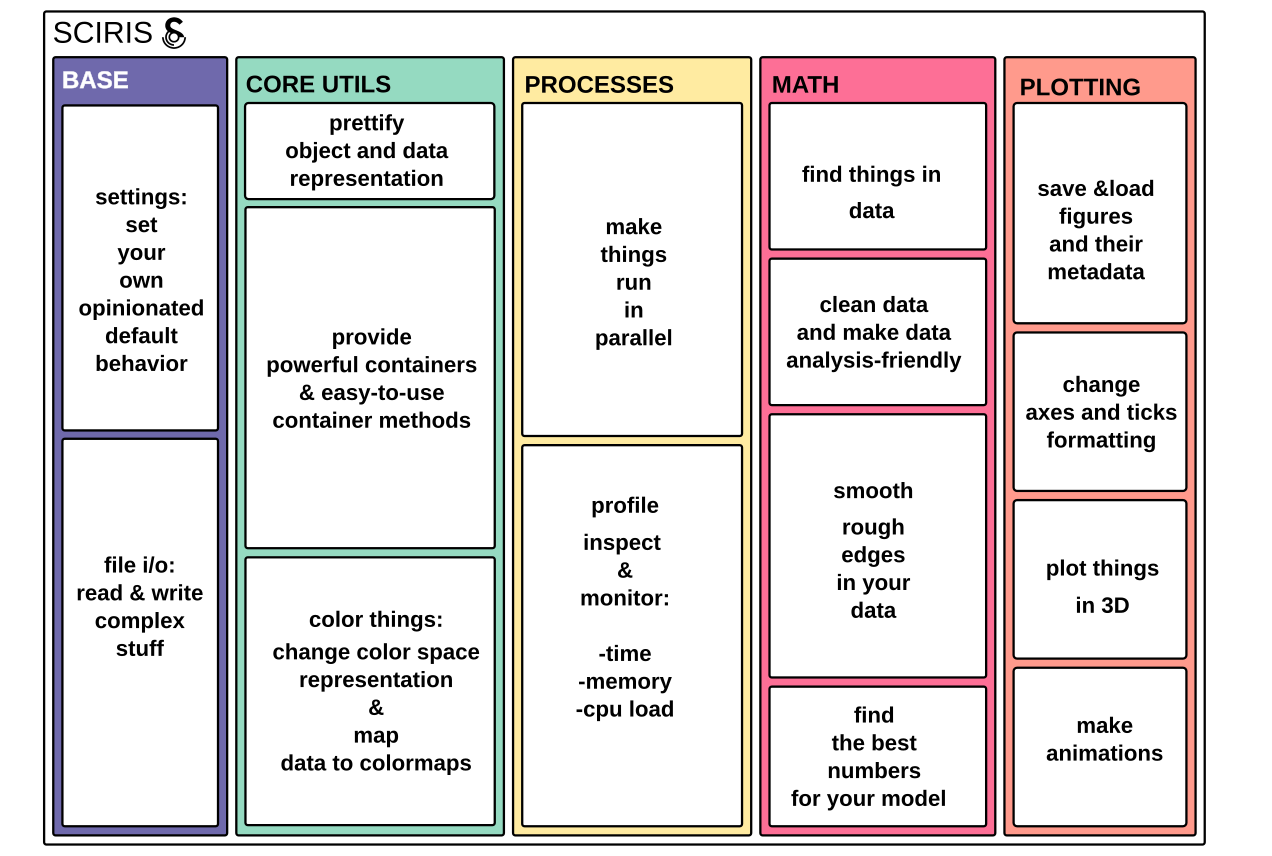 SCIRIS
BASE
settings:
set
your
own
opinionated
default
behavior
file i/o:
read & write
complex
stuff
CORE UTILS
prettify
object and data
representation
provide
powerful containers
& easy-to-use
container methods
color things:
change color space
representation
&
map
data to colormaps
PROCESSES
make
things
run
in
parallel
profile
inspect
&
monitor:
-time
-memory
-cpu load
MATH
find things in
data
clean data
and make data
analysis-friendly
smooth
rough
edges
in your
data
find
the best
numbers
for your model
PLOTTING
save &load
figures
and their
metadata
change
axes and ticks
formatting
plot things
in 3D
make
animations